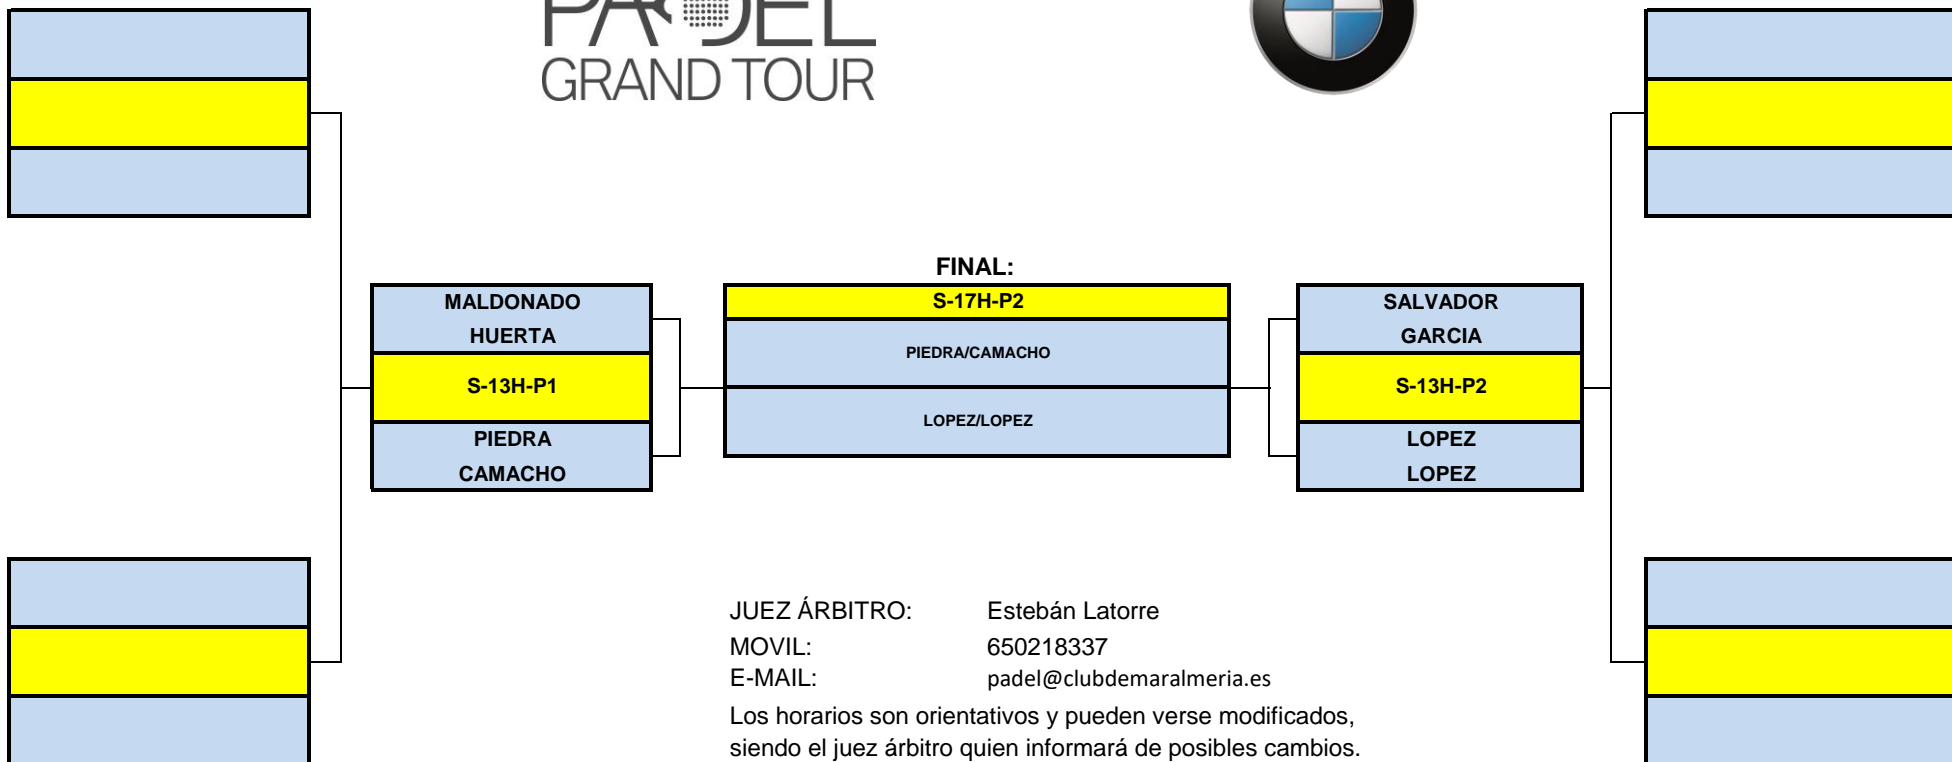 PADEL
GRAND TOUR
FINAL:
MALDONADO
HUERTA
S-13H-P1
PIEDRA
CAMACHO
S-17H-P2
PIEDRA/CAMACHO
LOPEZ/LOPEZ
SALVADOR
GARCIA
S-13H-P2
LOPEZ
LOPEZ
JUEZ ÁRBITRO: Estebán Latorre
MOVIL: 650218337
E-MAIL: padel@clubdemaralmeria.es
Los horarios son orientativos y pueden verse modificados,
siendo el juez árbitro quien informará de posibles cambios.